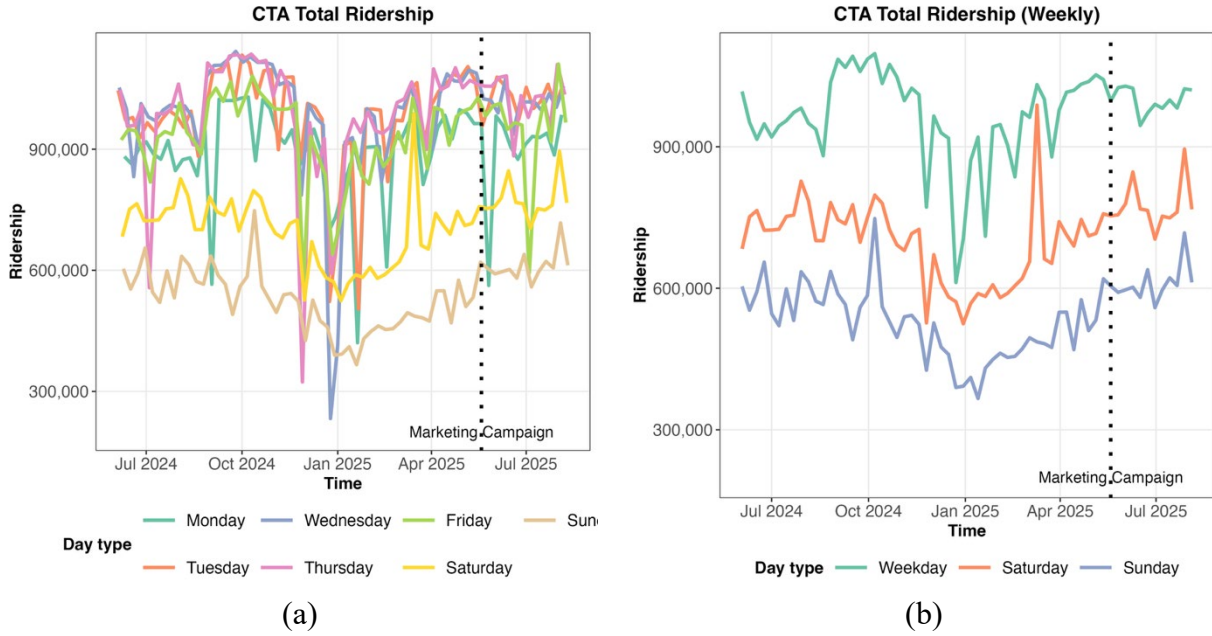 CTA Total Ridership
Ridership
900,000
600,000
300,000
Marketing Campaign
Jul 2024
Oct 2024
Jan 2025
Apr 2025
Jul 2025
Time
Day type
Monday
Wednesday
Friday
Sun
Tuesday
Thursday
Saturday
(a)
CTA Total Ridership (Weekly)
Ridership
900,000
600,000
300,000
Marketing Campaign
Jul 2024
Oct 2024
Jan 2025
Apr 2025
Jul 2025
Time
Day type
Weekday
Saturday
Sunday
(b)